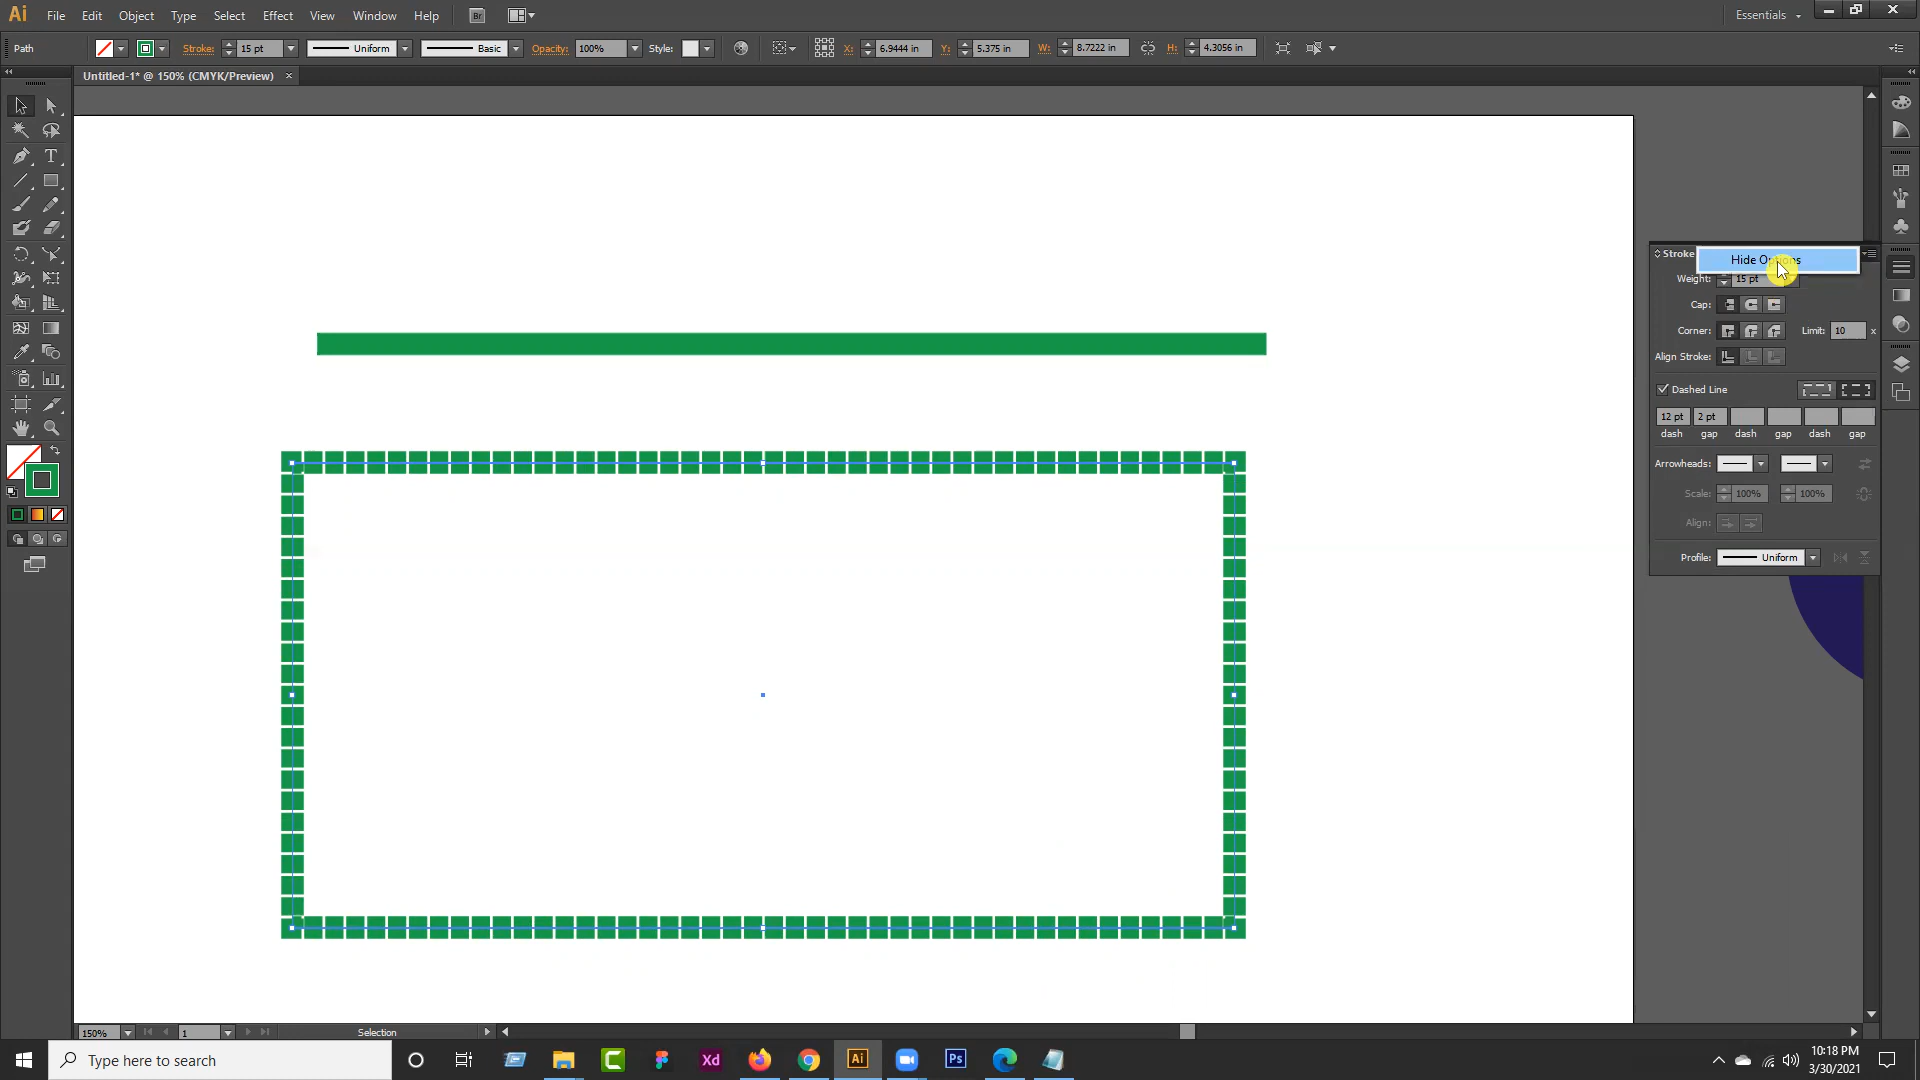 Ai File Edit Object Type Select Effect View Window Help Br Essentials
Path Stroke: 15 pt Uniform Basic Opacity: 100% Style: X: 6.9444 in Y: 5.375 in W: 8.7222 in H: 4.3056 in
Untitled-1* @ 150% (CMYK/Preview)
Stroke
Hide Options
Weight: 15 pt
Cap:
Corner: Limit: 10 x
Align Stroke:
Dashed Line
12 pt 2 pt
dash gap dash gap dash gap
Arrowheads:
Scale: 100% 100%
Align:
Profile: Uniform
150% 1 Selection
Type here to search
Xd Ai Ps
10:18 PM
3/30/2021